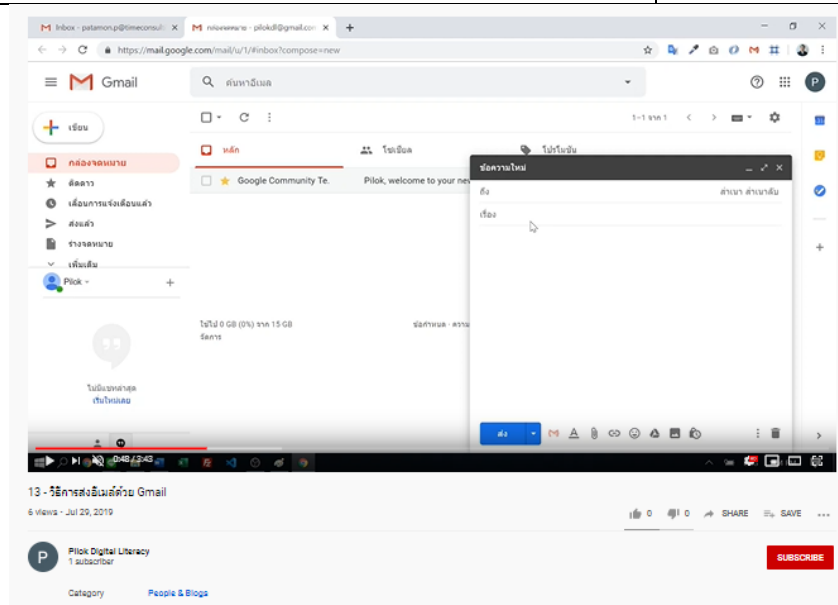 Inbox - patamon.p@timeconsult
กล่องจดหมาย - pilokdl@gmail.com
https://mail.google.com/mail/u/1/#inbox?compose=new
Gmail
ค้นหาอีเมล
P
เขียน
1-1 จาก 1
หลัก
โซเชียล
โปรโมชัน
กล่องจดหมาย
Google Community Te.
Pilok, welcome to your new
ติดดาว
เลื่อนการแจ้งเตือนแล้ว
ส่งแล้ว
ร่างจดหมาย
เพิ่มเติม
Pilok
ข้อความใหม่
ถึง
สำเนา สำเนาลับ
เรื่อง
ใช้ไป 0 GB (0%) จาก 15 GB
จัดการ
ข้อกำหนด - ความ
ไม่มีแชทล่าสุด
เริ่มใหม่เลย
ส่ง
0:48 / 3:43
13 - วิธีการส่งอีเมล์ด้วย Gmail
6 views - Jul 29, 2019
0
0
SHARE
SAVE
P
Pilok Digital Literacy
1 subscriber
SUBSCRIBE
Category
People & Blogs